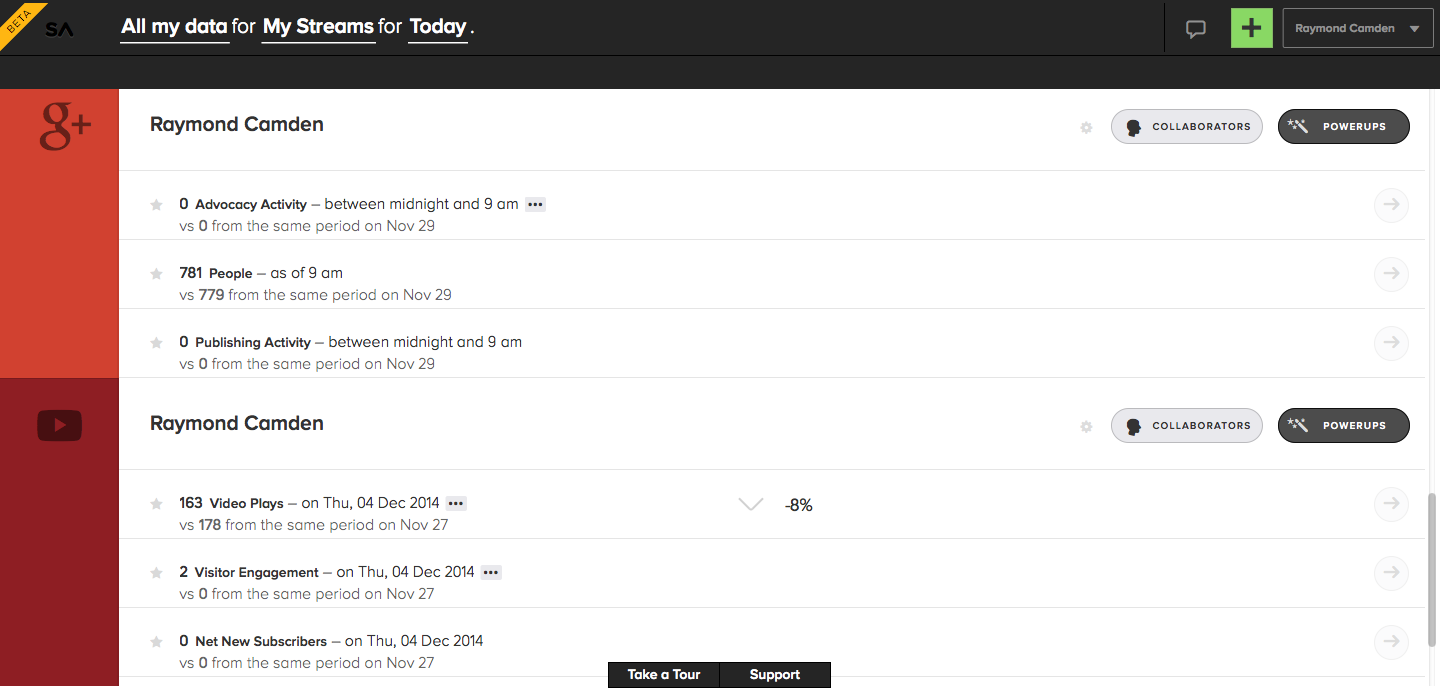 BETA
SA
All my data for My Streams for Today .
Raymond Camden
g+
Raymond Camden
COLLABORATORS
POWERUPS
0 Advocacy Activity – between midnight and 9 am •••
vs 0 from the same period on Nov 29
781 People – as of 9 am
vs 779 from the same period on Nov 29
0 Publishing Activity – between midnight and 9 am
vs 0 from the same period on Nov 29
Raymond Camden
COLLABORATORS
POWERUPS
163 Video Plays – on Thu, 04 Dec 2014 •••
-8%
vs 178 from the same period on Nov 27
2 Visitor Engagement – on Thu, 04 Dec 2014 •••
vs 0 from the same period on Nov 27
0 Net New Subscribers – on Thu, 04 Dec 2014
vs 0 from the same period on Nov 27
Take a Tour
Support